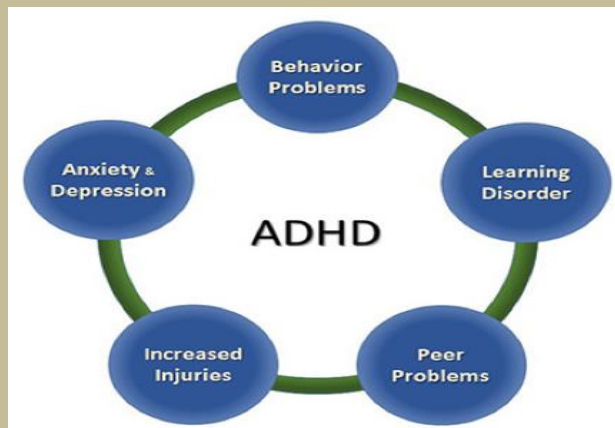 Behavior
Problems
Anxiety &
Depression
Learning
Disorder
ADHD
Increased
Injuries
Peer
Problems